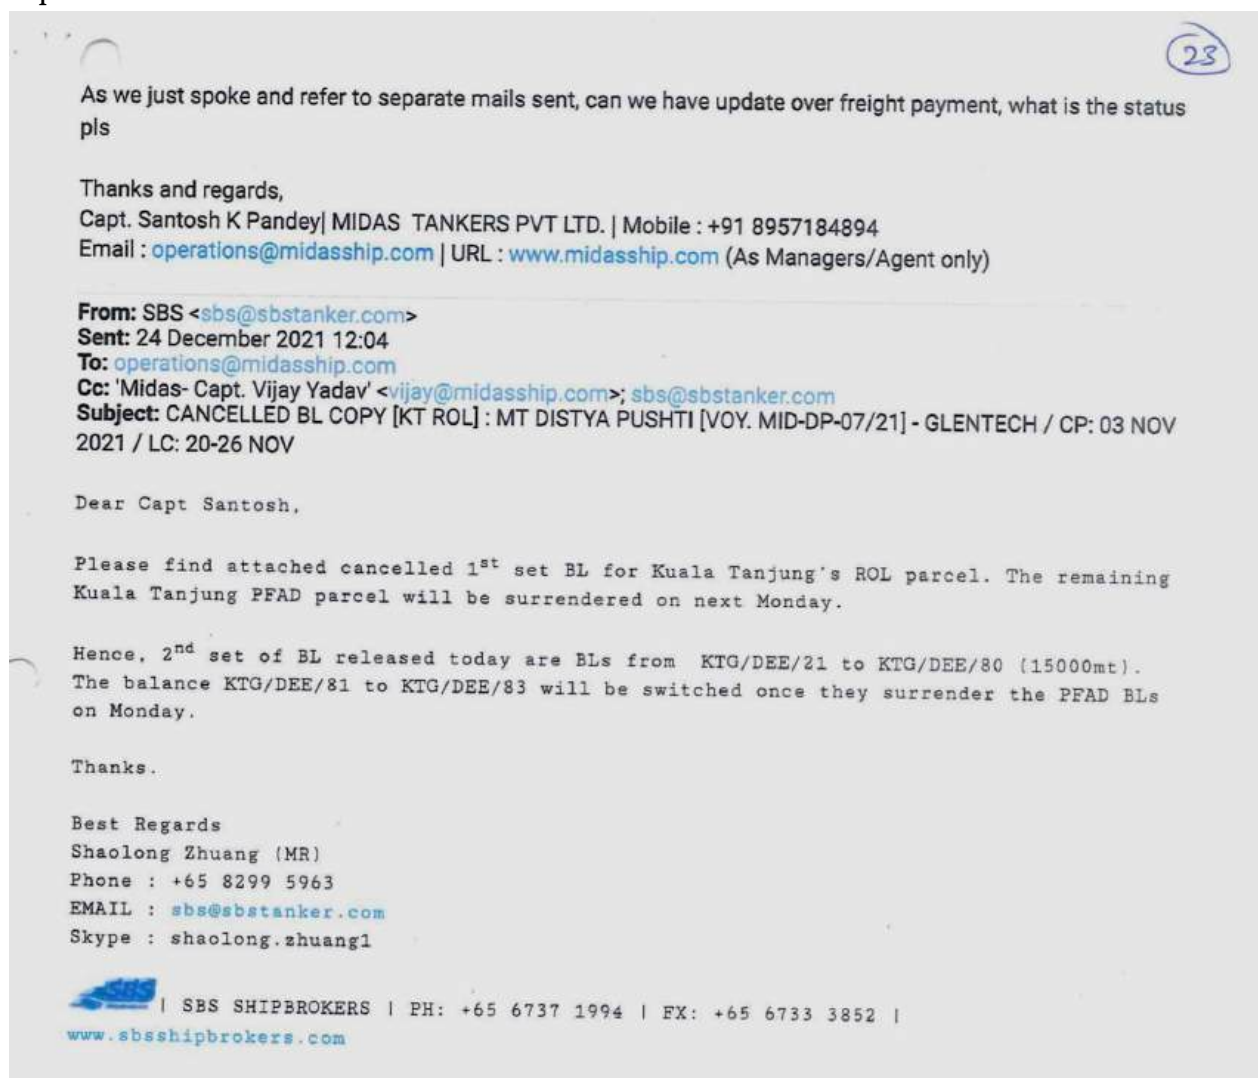 23
As we just spoke and refer to separate mails sent, can we have update over freight payment, what is the status
pls
Thanks and regards,
Capt. Santosh K Pandey| MIDAS TANKERS PVT LTD. | Mobile : +91 8957184894
Email : operations@midasship.com | URL : www.midasship.com (As Managers/Agent only)
From: SBS <sbs@sbstanker.com>
Sent: 24 December 2021 12:04
To: operations@midasship.com
Cc: 'Midas- Capt. Vijay Yadav' <vijay@midasship.com>; sbs@sbstanker.com
Subject: CANCELLED BL COPY [KT ROL] : MT DISTYA PUSHTI [VOY. MID-DP-07/21] - GLENTECH / CP: 03 NOV
2021 / LC: 20-26 NOV
Dear Capt Santosh,
Please find attached cancelled 1st set BL for Kuala Tanjung's ROL parcel. The remaining
Kuala Tanjung PFAD parcel will be surrendered on next Monday.
Hence, 2nd set of BL released today are BLs from KTG/DEE/21 to KTG/DEE/80 (15000mt).
The balance KTG/DEE/81 to KTG/DEE/83 will be switched once they surrender the PFAD BLs
on Monday.
Thanks.
Best Regards
Shaolong Zhuang (MR)
Phone : +65 8299 5963
EMAIL : sbs@sbstanker.com
Skype : shaolong.zhuang1
SBS | SBS SHIPBROKERS | PH: +65 6737 1994 | FX: +65 6733 3852 |
www.sbsshipbrokers.com